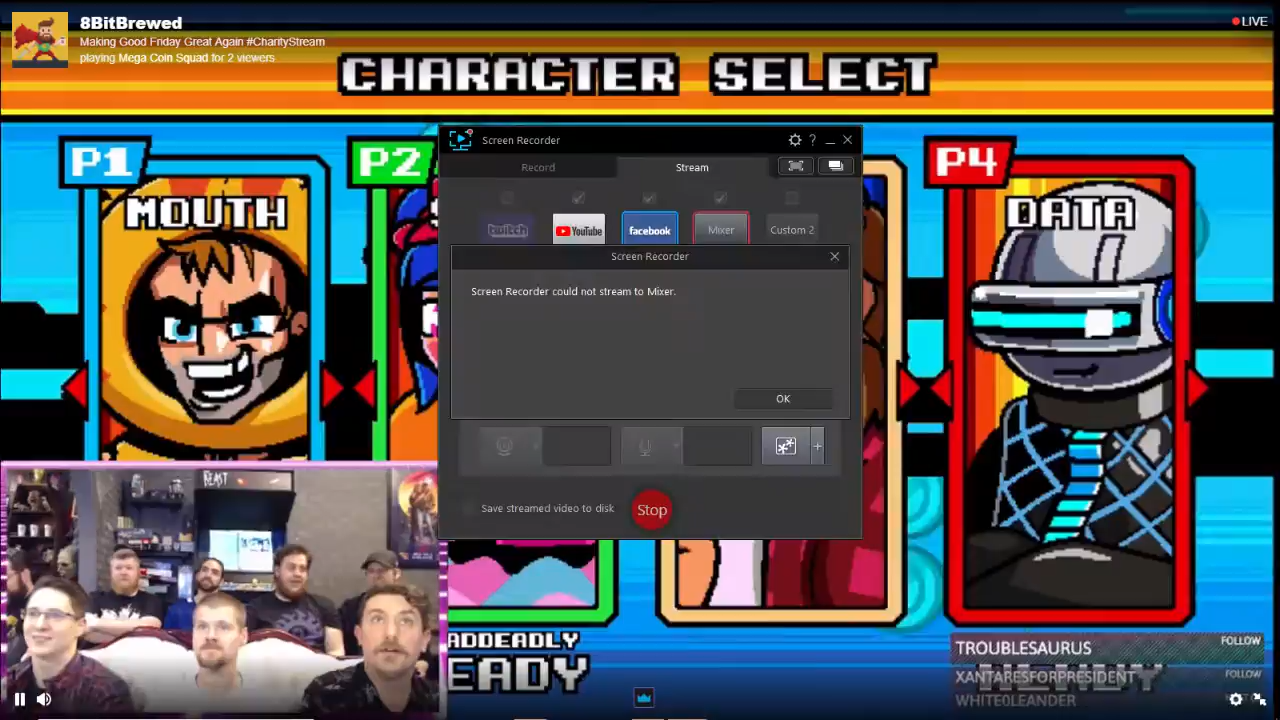 8BitBrewed
Making Good Friday Great Again #CharityStream
playing Mega Coin Squad for 2 viewers
LIVE
CHARACTER SELECT
P1
MOUTH
P2
P4
DATA
Screen Recorder
?
Record
Stream
twitch
YouTube
facebook
Mixer
Custom 2
Screen Recorder
Screen Recorder could not stream to Mixer.
OK
Save streamed video to disk
Stop
BEAST
ADDEADLY
EADY
TROUBLESAURUS
FOLLOW
XANTARESFORPRESIDENT
FOLLOW
WHITE0LEANDER